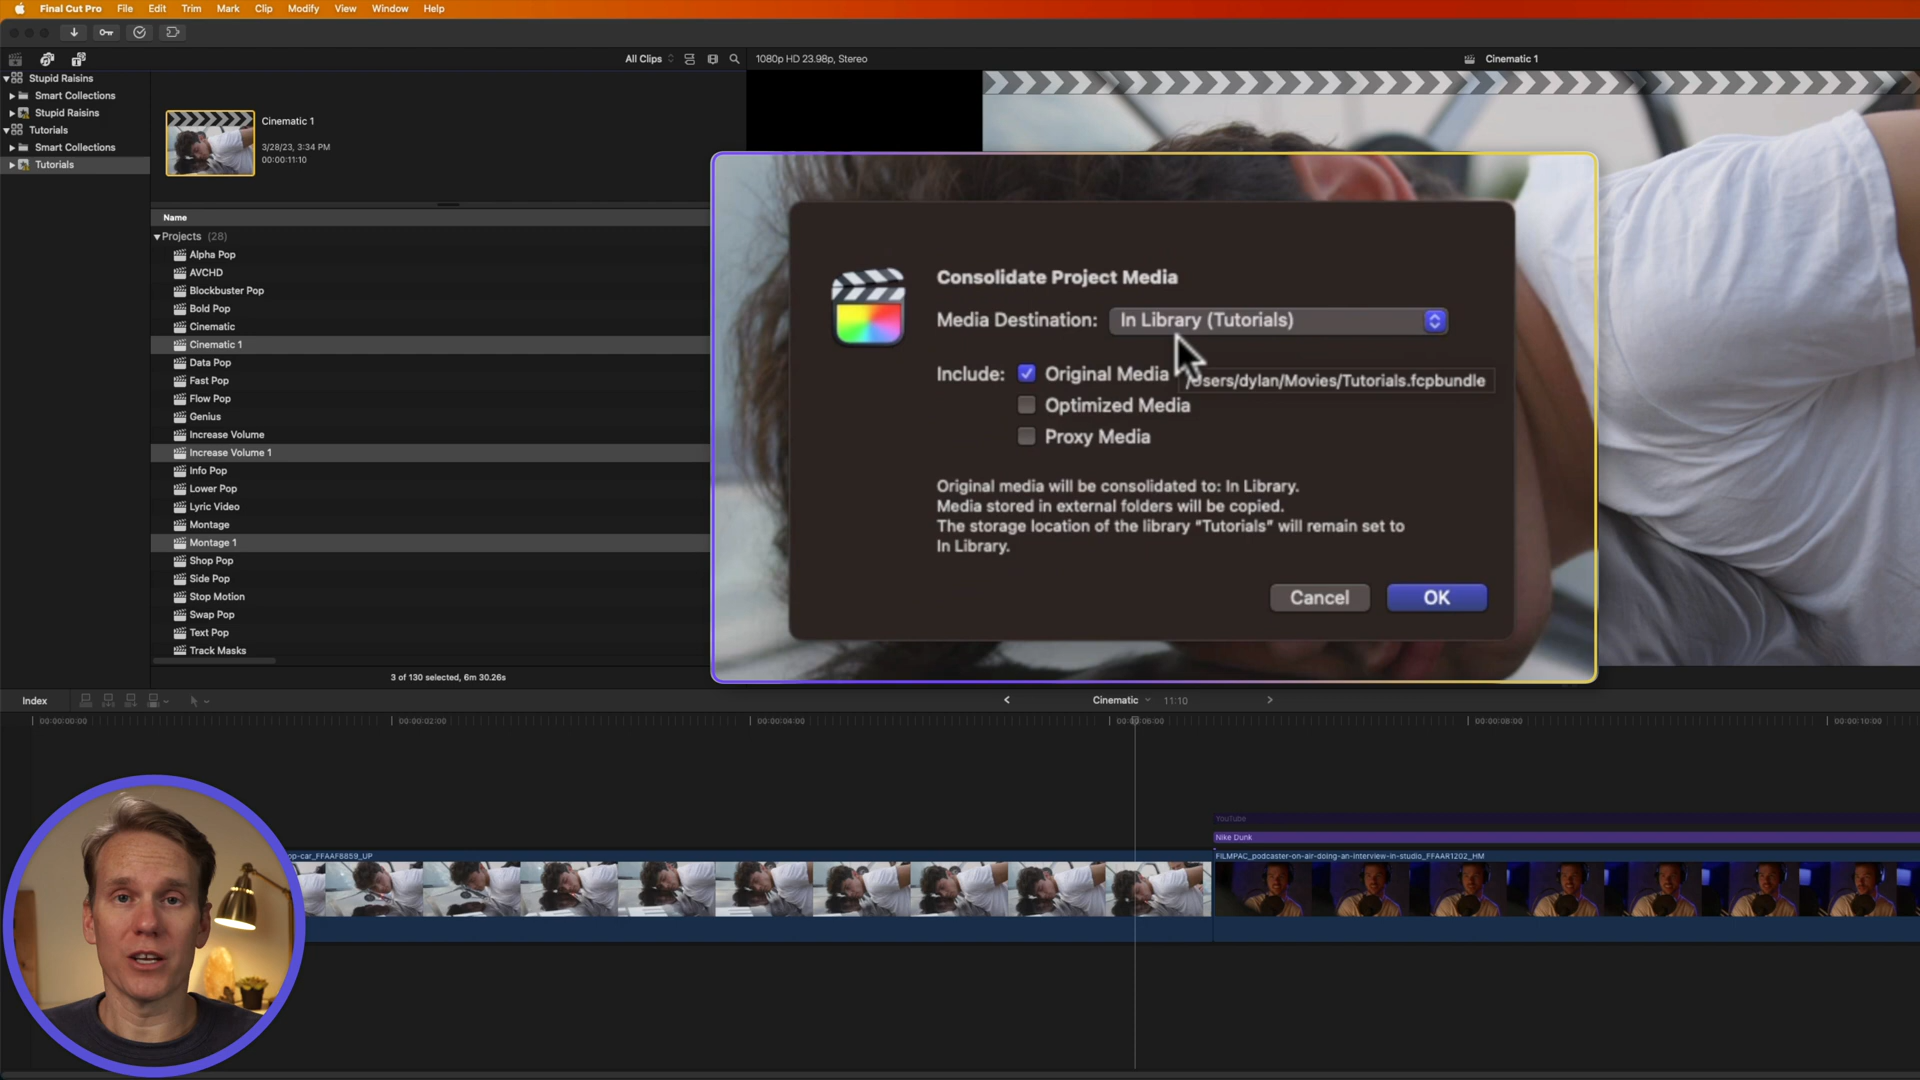 Final Cut Pro File Edit Trim Mark Clip Modify View Window Help
All Clips
1080p HD 23.98p, Stereo
Cinematic 1
Stupid Raisins
Smart Collections
Stupid Raisins
Tutorials
Smart Collections
Tutorials
Cinematic 1
3/28/23, 3:34 PM
00:00:11:10
Name
Projects (28)
Alpha Pop
AVCHD
Blockbuster Pop
Bold Pop
Cinematic
Cinematic 1
Data Pop
Fast Pop
Flow Pop
Genius
Increase Volume
Increase Volume 1
Info Pop
Lower Pop
Lyric Video
Montage
Montage 1
Shop Pop
Side Pop
Stop Motion
Swap Pop
Text Pop
Track Masks
3 of 130 selected, 6m 30.26s
Consolidate Project Media
Media Destination: In Library (Tutorials)
Include: Original Media
/Users/dylan/Movies/Tutorials.fcpbundle
Optimized Media
Proxy Media
Original media will be consolidated to: In Library.
Media stored in external folders will be copied.
The storage location of the library "Tutorials" will remain set to
In Library.
Cancel OK
Index
Cinematic 11:10
00:00:00:00 00:00:02:00 00:00:04:00 00:00:06:00 00:00:08:00 00:00:10:00
YouTube
Nike Dunk
op-car_FFAAF8859_UP
FILMPAC_podcaster-on-air-doing-an-interview-in-studio_FFAAR1202_HM